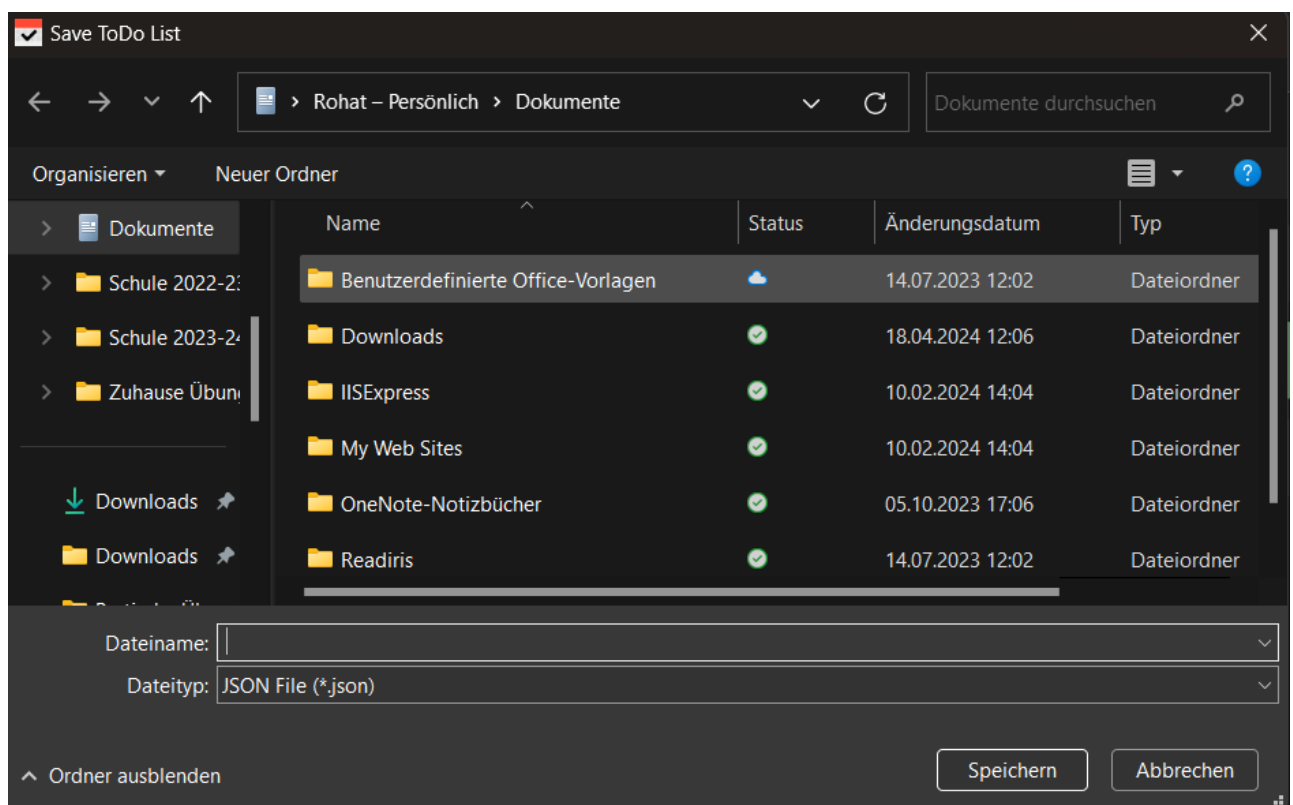 Save ToDo List
Rohat – Persönlich > Dokumente
Dokumente durchsuchen
Organisieren
Neuer Ordner
Dokumente
Schule 2022-23
Schule 2023-24
Zuhause Übung
Downloads
Downloads
Name Status Änderungsdatum Typ
Benutzerdefinierte Office-Vorlagen 14.07.2023 12:02 Dateiordner
Downloads 18.04.2024 12:06 Dateiordner
IISExpress 10.02.2024 14:04 Dateiordner
My Web Sites 10.02.2024 14:04 Dateiordner
OneNote-Notizbücher 05.10.2023 17:06 Dateiordner
Readiris 14.07.2023 12:02 Dateiordner
Dateiname:
Dateityp: JSON File (*.json)
Ordner ausblenden
Speichern
Abbrechen